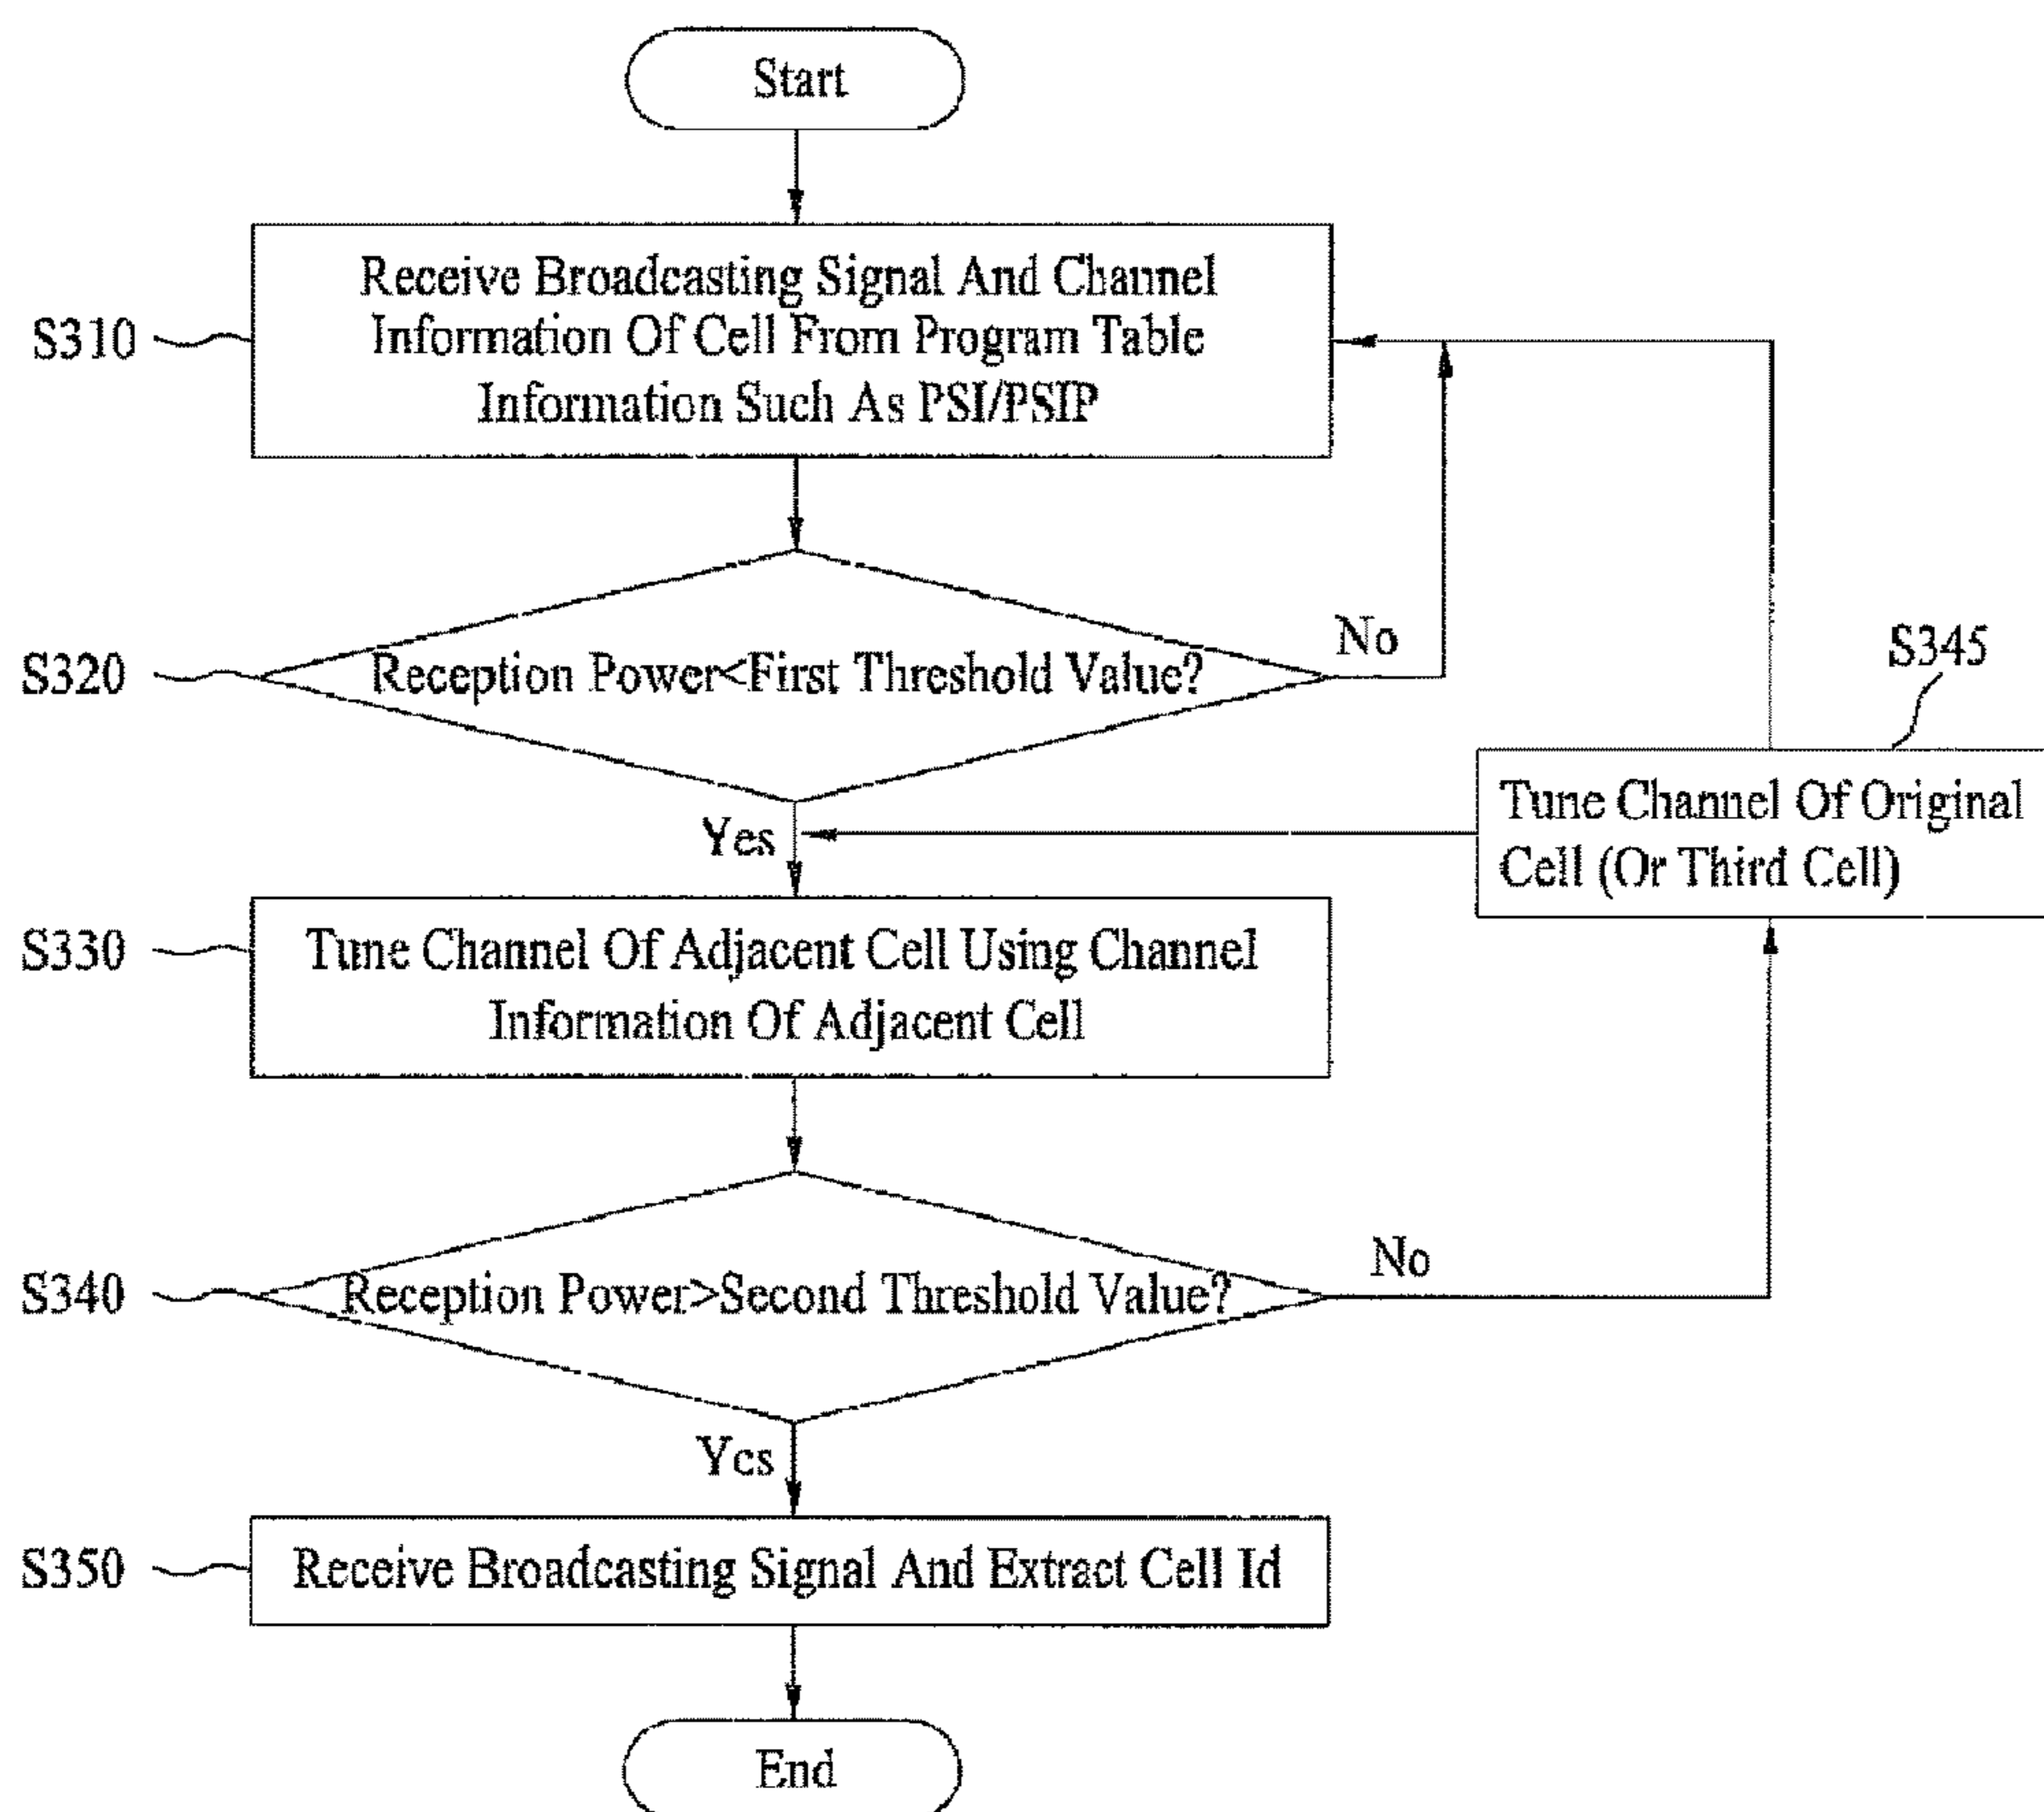 Start
S310
Receive Broadcasting Signal And Channel
Information Of Cell From Program Table
Information Such As PSI/PSIP
S320
Reception Power<First Threshold Value?
No
S345
Tune Channel Of Original
Cell (Or Third Cell)
Yes
S330
Tune Channel Of Adjacent Cell Using Channel
Information Of Adjacent Cell
S340
Reception Power>Second Threshold Value?
No
Yes
S350
Receive Broadcasting Signal And Extract Cell Id
End